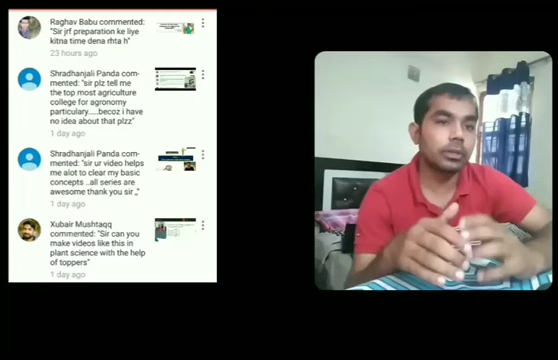 Raghav Babu commented:
"Sir jrf preparation ke liye
kitna time dena rhta h"
23 hours ago
Shradhanjali Panda com-
mented: "sir plz tell me
the top most agriculture
college for agronomy
particulary.....becoz i have
no idea about that plzz"
1 day ago
Shradhanjali Panda com-
mented: "sir ur video helps
me alot to clear my basic
concepts ..all series are
awesome thank you sir ,,"
1 day ago
Xubair Mushtaqq
commented: "Sir can you
make videos like this in
plant science with the help
of toppers"
1 day ago